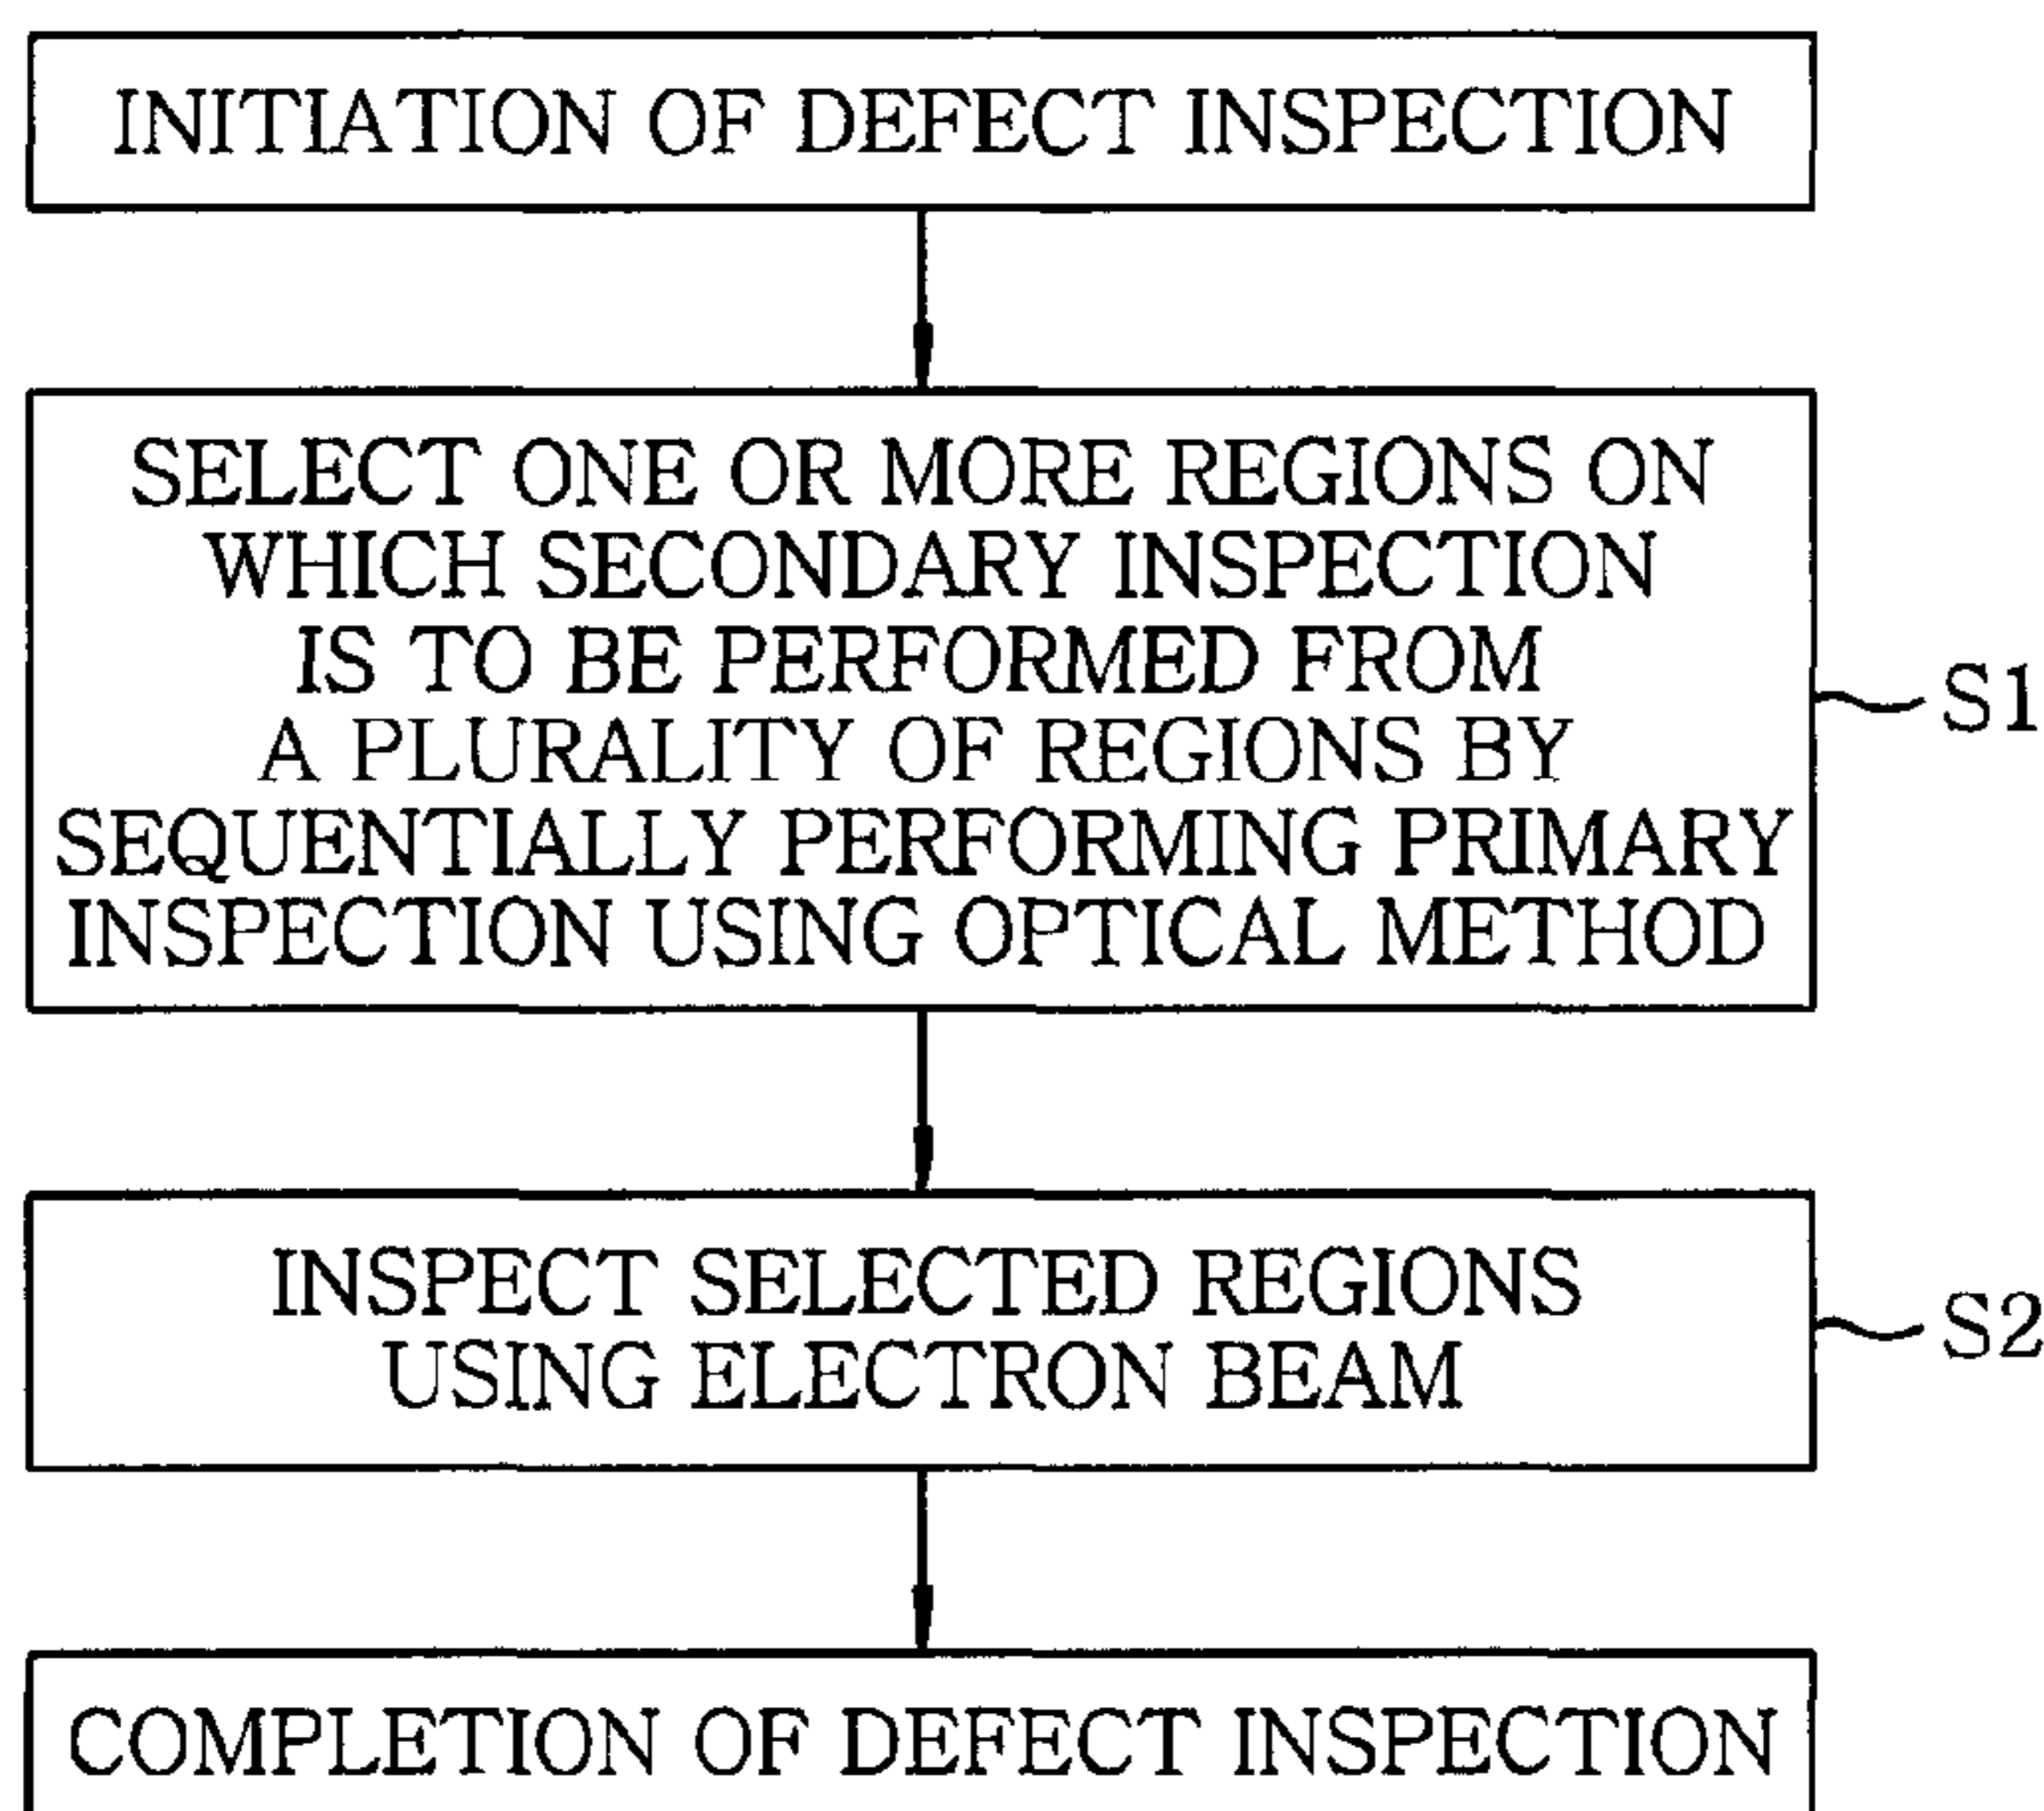 INITIATION OF DEFECT INSPECTION
SELECT ONE OR MORE REGIONS ON
WHICH SECONDARY INSPECTION
IS TO BE PERFORMED FROM
A PLURALITY OF REGIONS BY
SEQUENTIALLY PERFORMING PRIMARY
INSPECTION USING OPTICAL METHOD
S1
INSPECT SELECTED REGIONS
USING ELECTRON BEAM
S2
COMPLETION OF DEFECT INSPECTION